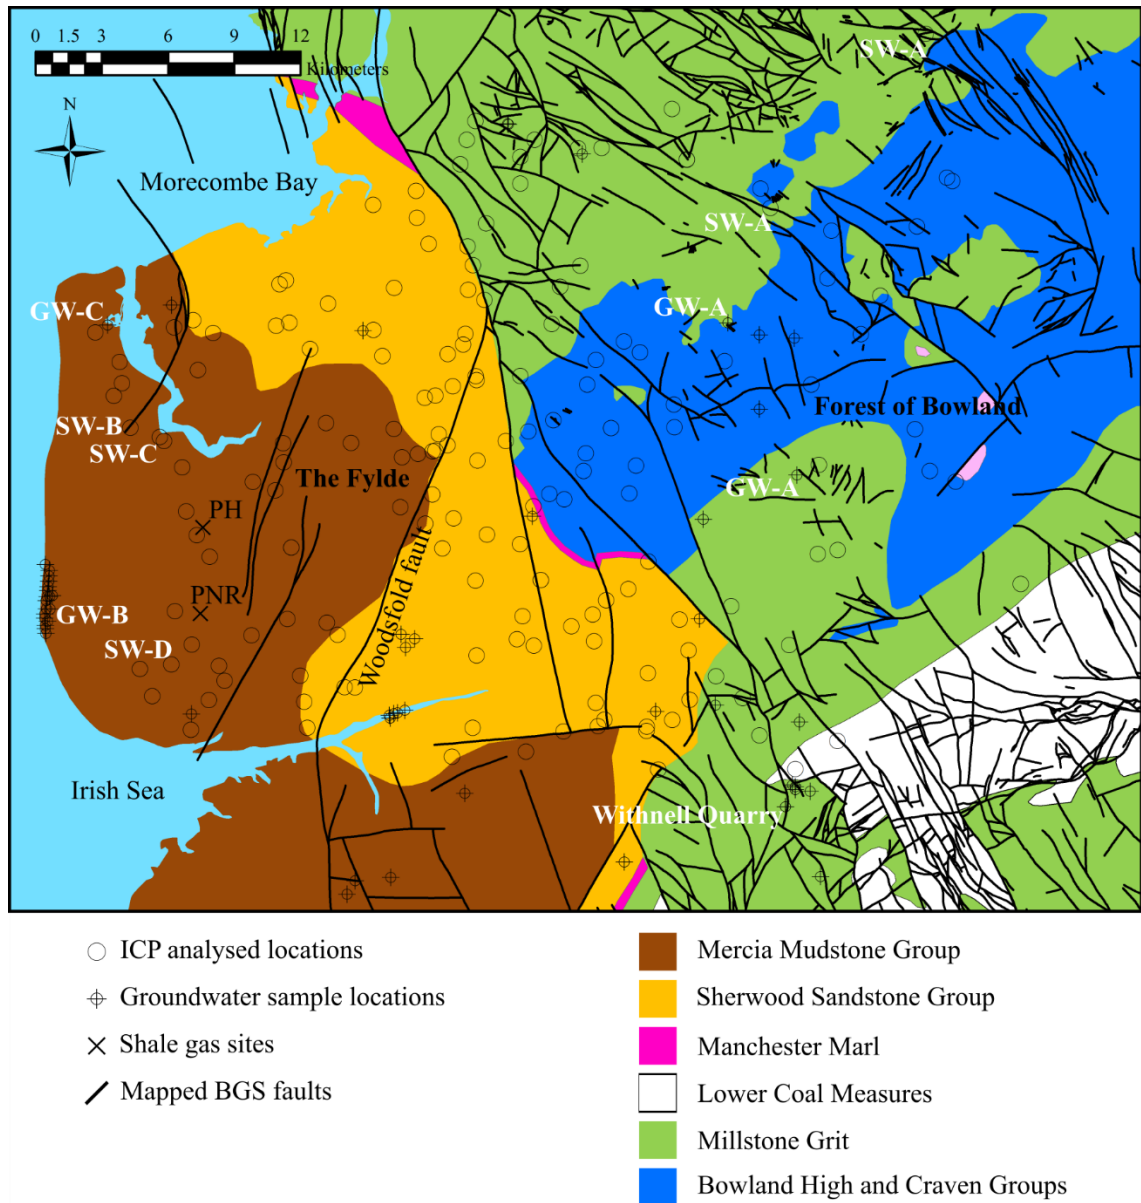 SW-A
0 1.5 3 6 9 12
Kilometers
N
Morecombe Bay
SW-A
GW-C
GW-A
SW-B
SW-C
Forest of Bowland
The Fylde
GW-A
PH
Woodsfold fault
PNR
GW-B
SW-D
Irish Sea
Withnell Quarry
ICP analysed locations
Groundwater sample locations
Shale gas sites
Mapped BGS faults
Mercia Mudstone Group
Sherwood Sandstone Group
Manchester Marl
Lower Coal Measures
Millstone Grit
Bowland High and Craven Groups